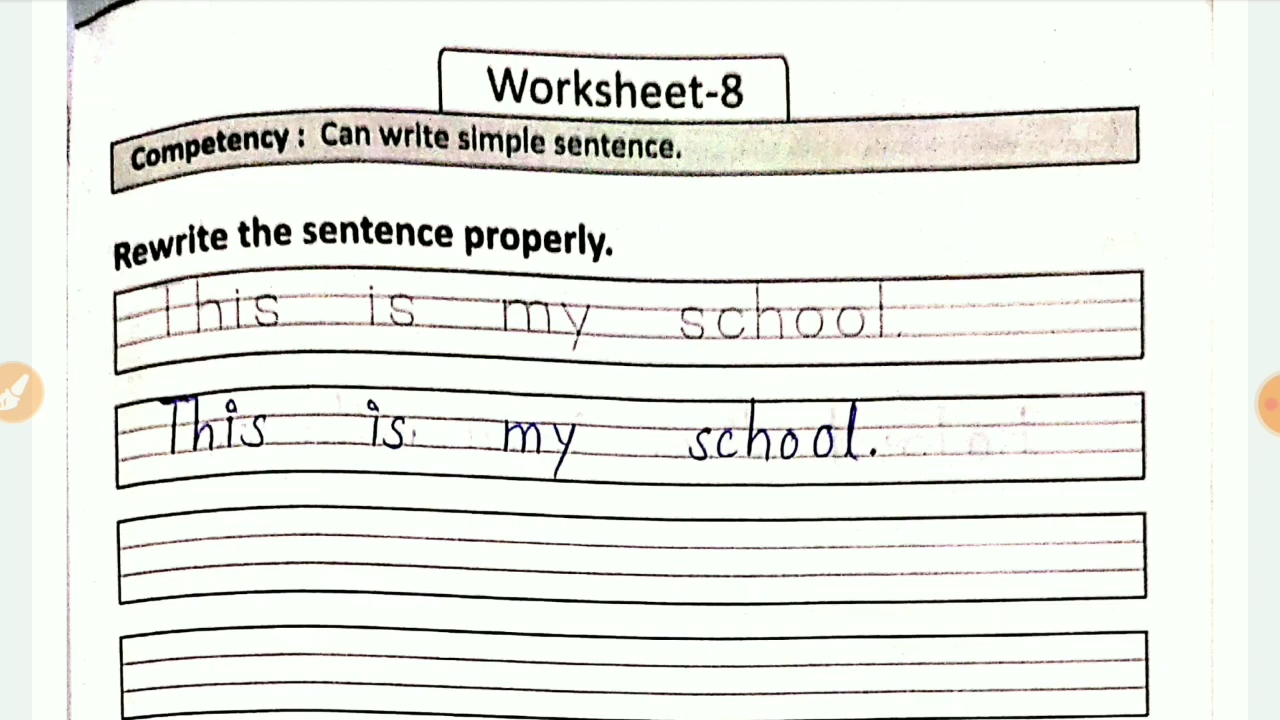 Worksheet-8
Competency : Can write simple sentence.
Rewrite the sentence properly.
This is my school.
This is my school.